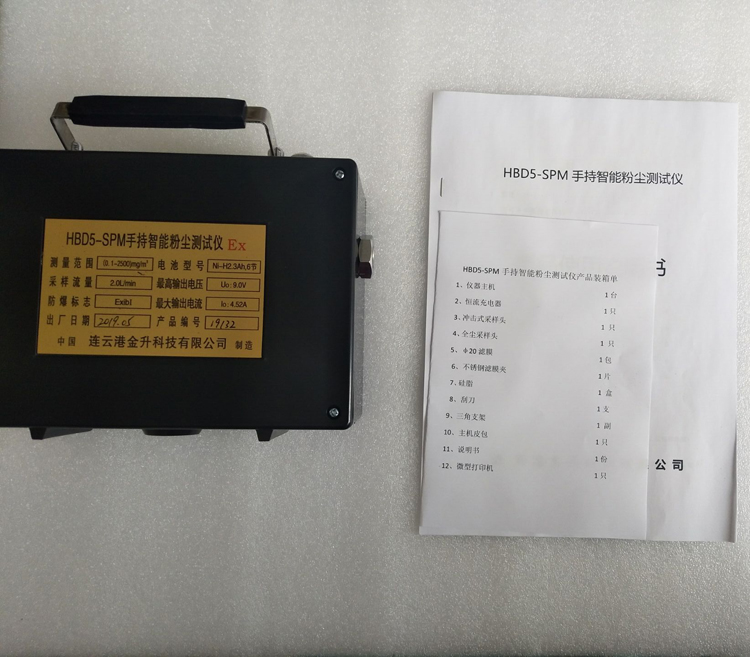 HBD5-SPM手持智能粉尘测试仪 Ex
测量范围 (0.1-2500)mg/m³ 电池型号 Ni-H2.3Ah,6节
采样流量 2.0L/min 最高输出电压 Uo:9.0V
防爆标志 ExibI 最大输出电流 Io:4.52A
出厂日期 2019.05 产品编号 19132
中国 连云港金升科技有限公司 制造
HBD5-SPM 手持智能粉尘测试仪
书
公司
HBD5-SPM 手持智能粉尘测试仪产品装箱单
1、仪器主机 1台
2、恒流充电器 1只
3、冲击式采样头 1只
4、全尘采样头 1只
5、φ20滤膜 1包
6、不锈钢滤膜夹 1片
7、硅脂 1盒
8、刮刀 1支
9、三角支架 1副
10、主机皮包 1只
11、说明书 1份
12、微型打印机 1只